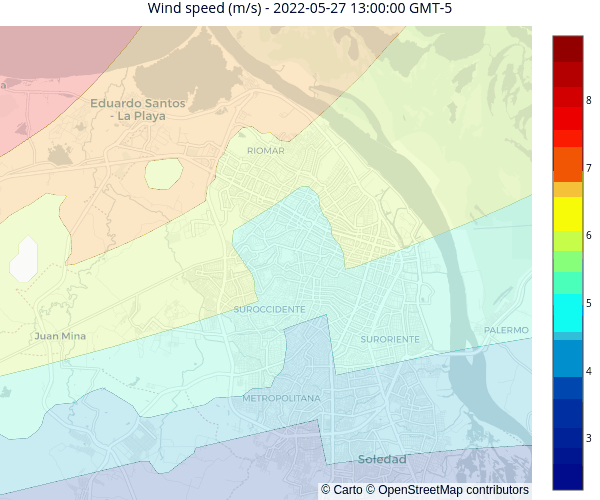 Wind speed (m/s) - 2022-05-27 13:00:00 GMT-5
a
Eduardo Santos
- La Playa
RIOMAR
SUROCCIDENTE
Juan Mina
SURORIENTE
PALERMO
METROPOLITANA
Soledad
© Carto © OpenStreetMap contributors
8
7
6
5
4
3